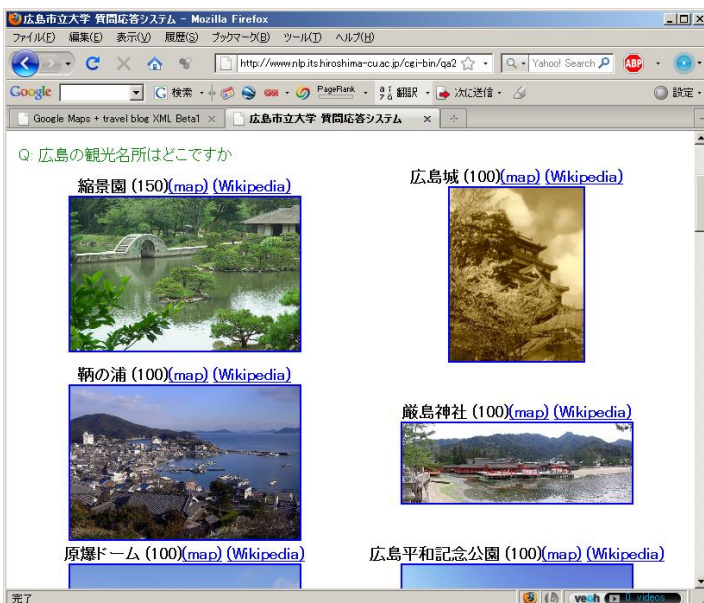 広島市立大学 質問応答システム - Mozilla Firefox
ファイル(F) 編集(E) 表示(V) 履歴(S) ブックマーク(B) ツール(T) ヘルプ(H)
http://www.nlp.its.hiroshima-cu.ac.jp/cgi-bin/qa2 Yahoo! Search ABP
Google G 検索 PageRank 翻訳 次に送信 設定
Google Maps + travel blog XML Beta1 × 広島市立大学 質問応答システム ×
Q: 広島の観光名所はどこですか
縮景園 (150)(map) (Wikipedia)
広島城 (100)(map) (Wikipedia)
鞆の浦 (100)(map) (Wikipedia)
厳島神社 (100)(map) (Wikipedia)
原爆ドーム (100)(map) (Wikipedia)
広島平和記念公園 (100)(map) (Wikipedia)
完了 veoh 0 videos